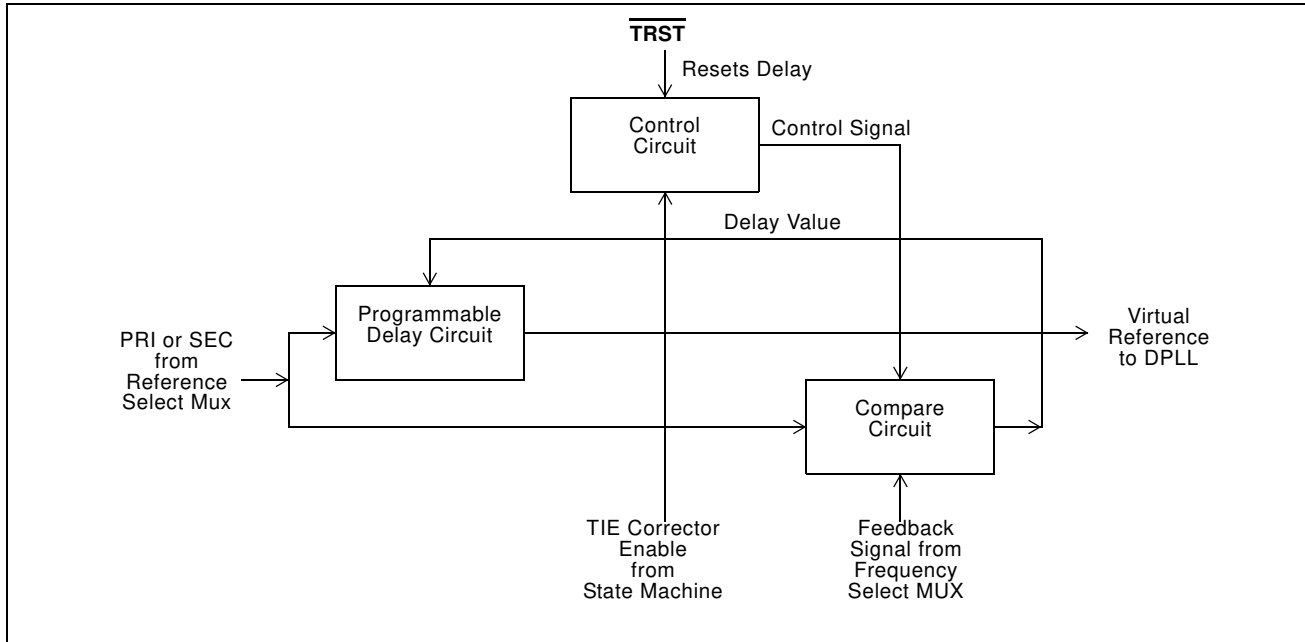 TRST
Resets Delay
Control
Circuit
Control Signal
Delay Value
Programmable
Delay Circuit
PRI or SEC
from
Reference
Select Mux
Virtual
Reference
to DPLL
Compare
Circuit
TIE Corrector
Enable
from
State Machine
Feedback
Signal from
Frequency
Select MUX